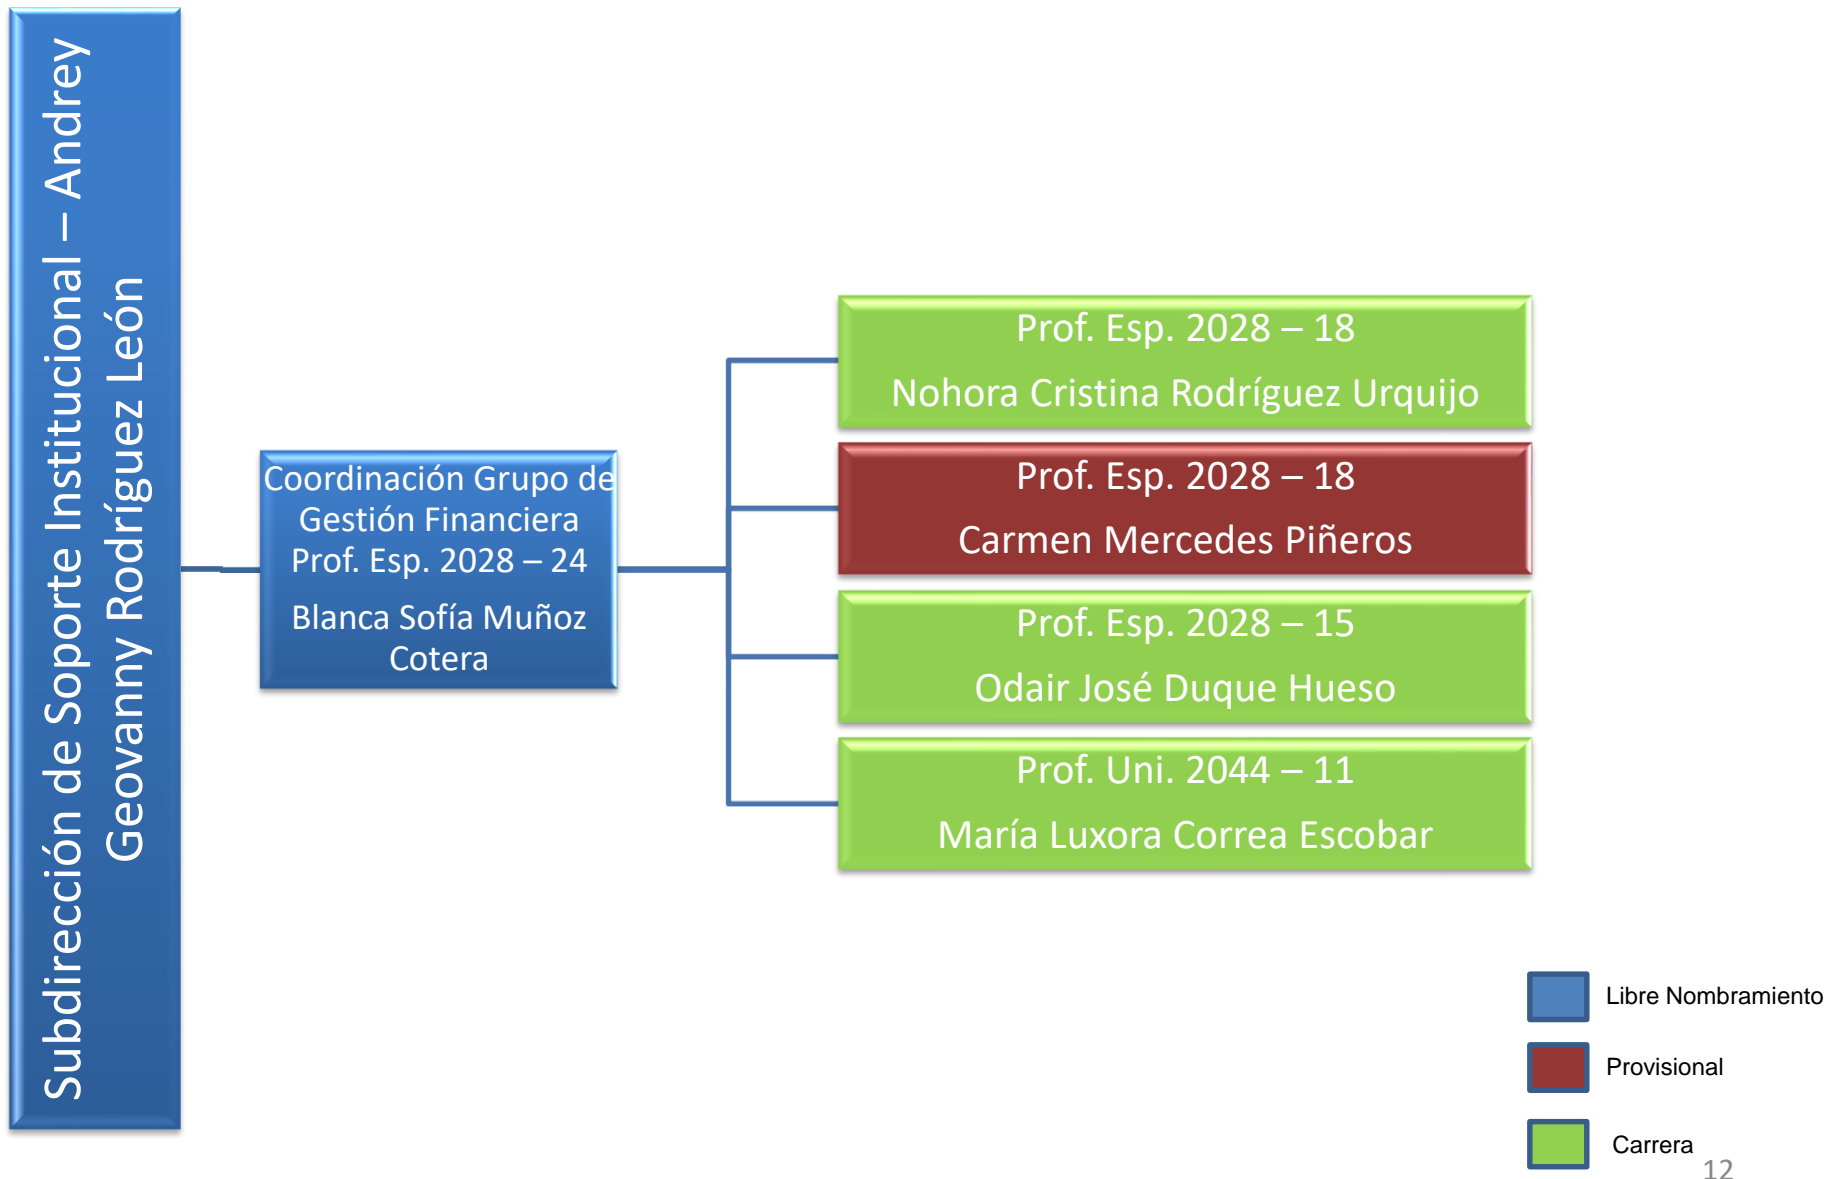 Subdirección de Soporte Institucional – Andrey
Geovanny Rodríguez León
Coordinación Grupo de
Gestión Financiera
Prof. Esp. 2028 – 24
Blanca Sofía Muñoz
Cotera
Prof. Esp. 2028 – 18
Nohora Cristina Rodríguez Urquijo
Prof. Esp. 2028 – 18
Carmen Mercedes Piñeros
Prof. Esp. 2028 – 15
Odair José Duque Hueso
Prof. Uni. 2044 – 11
María Luxora Correa Escobar
Libre Nombramiento
Provisional
Carrera
12